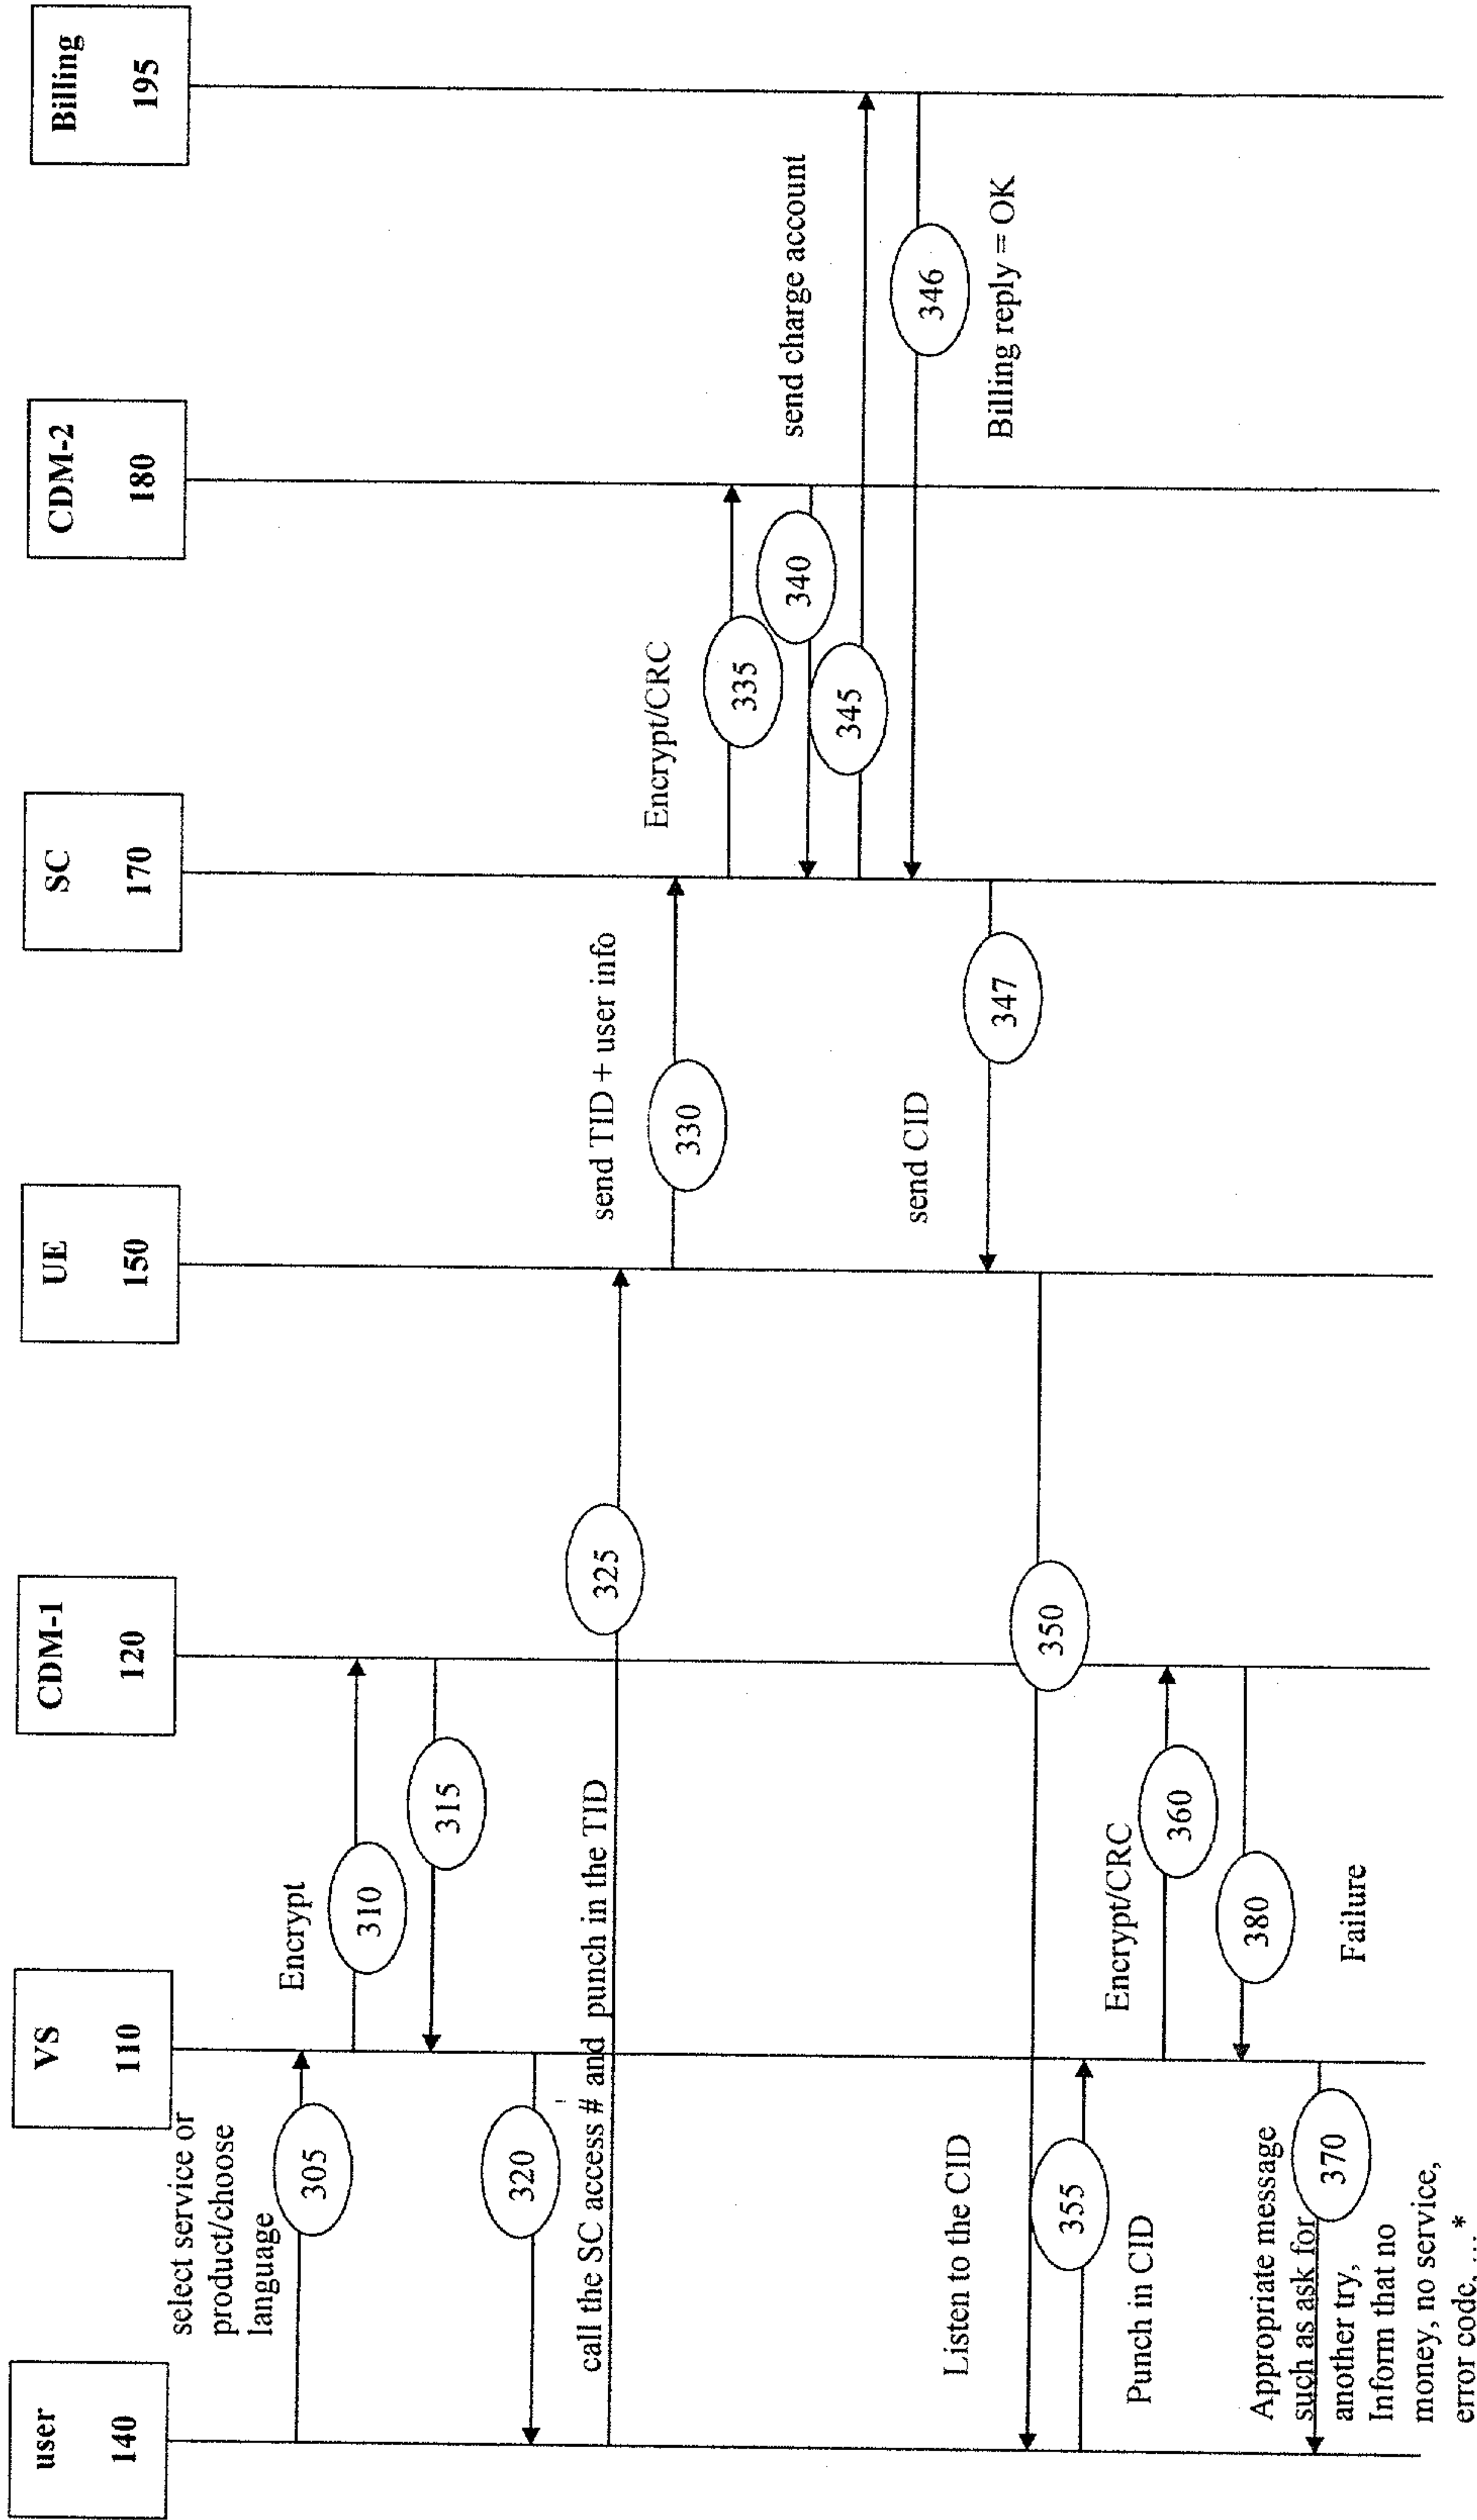 user
140
VS
110
CDM-1
120
UE
150
SC
170
CDM-2
180
Billing
195
select service or
product/choose
language
305
Encrypt
310
315
320
call the SC access # and punch in the TID
325
send TID + user info
330
Encrypt/CRC
335
340
send charge account
345
346
Billing reply = OK
send CID
347
350
Listen to the CID
355
Punch in CID
Encrypt/CRC
360
380
Failure
Appropriate message
such as ask for
another try,
Inform that no
money, no service,
error code, ... *
370